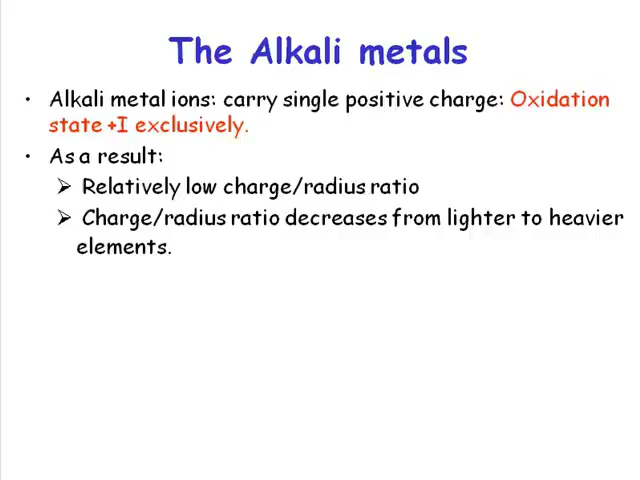 The Alkali metals
• Alkali metal ions: carry single positive charge: Oxidation
state +I exclusively.
• As a result:
➢ Relatively low charge/radius ratio
➢ Charge/radius ratio decreases from lighter to heavier
elements.